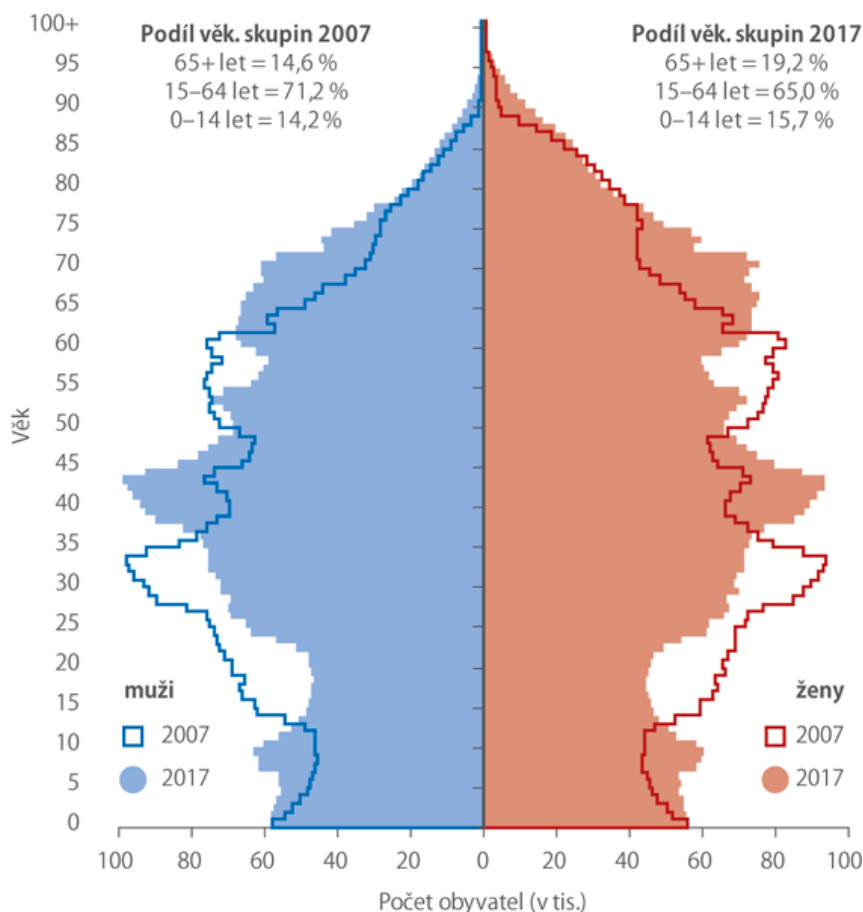 Podíl věk. skupin 2007
65+ let = 14,6 %
15–64 let = 71,2 %
0–14 let = 14,2 %
Podíl věk. skupin 2017
65+ let = 19,2 %
15–64 let = 65,0 %
0–14 let = 15,7 %
Věk
100+
95
90
85
80
75
70
65
60
55
50
45
40
35
30
25
20
15
10
5
0
muži
2007
2017
ženy
2007
2017
100 80 60 40 20 0 20 40 60 80 100
Počet obyvatel (v tis.)